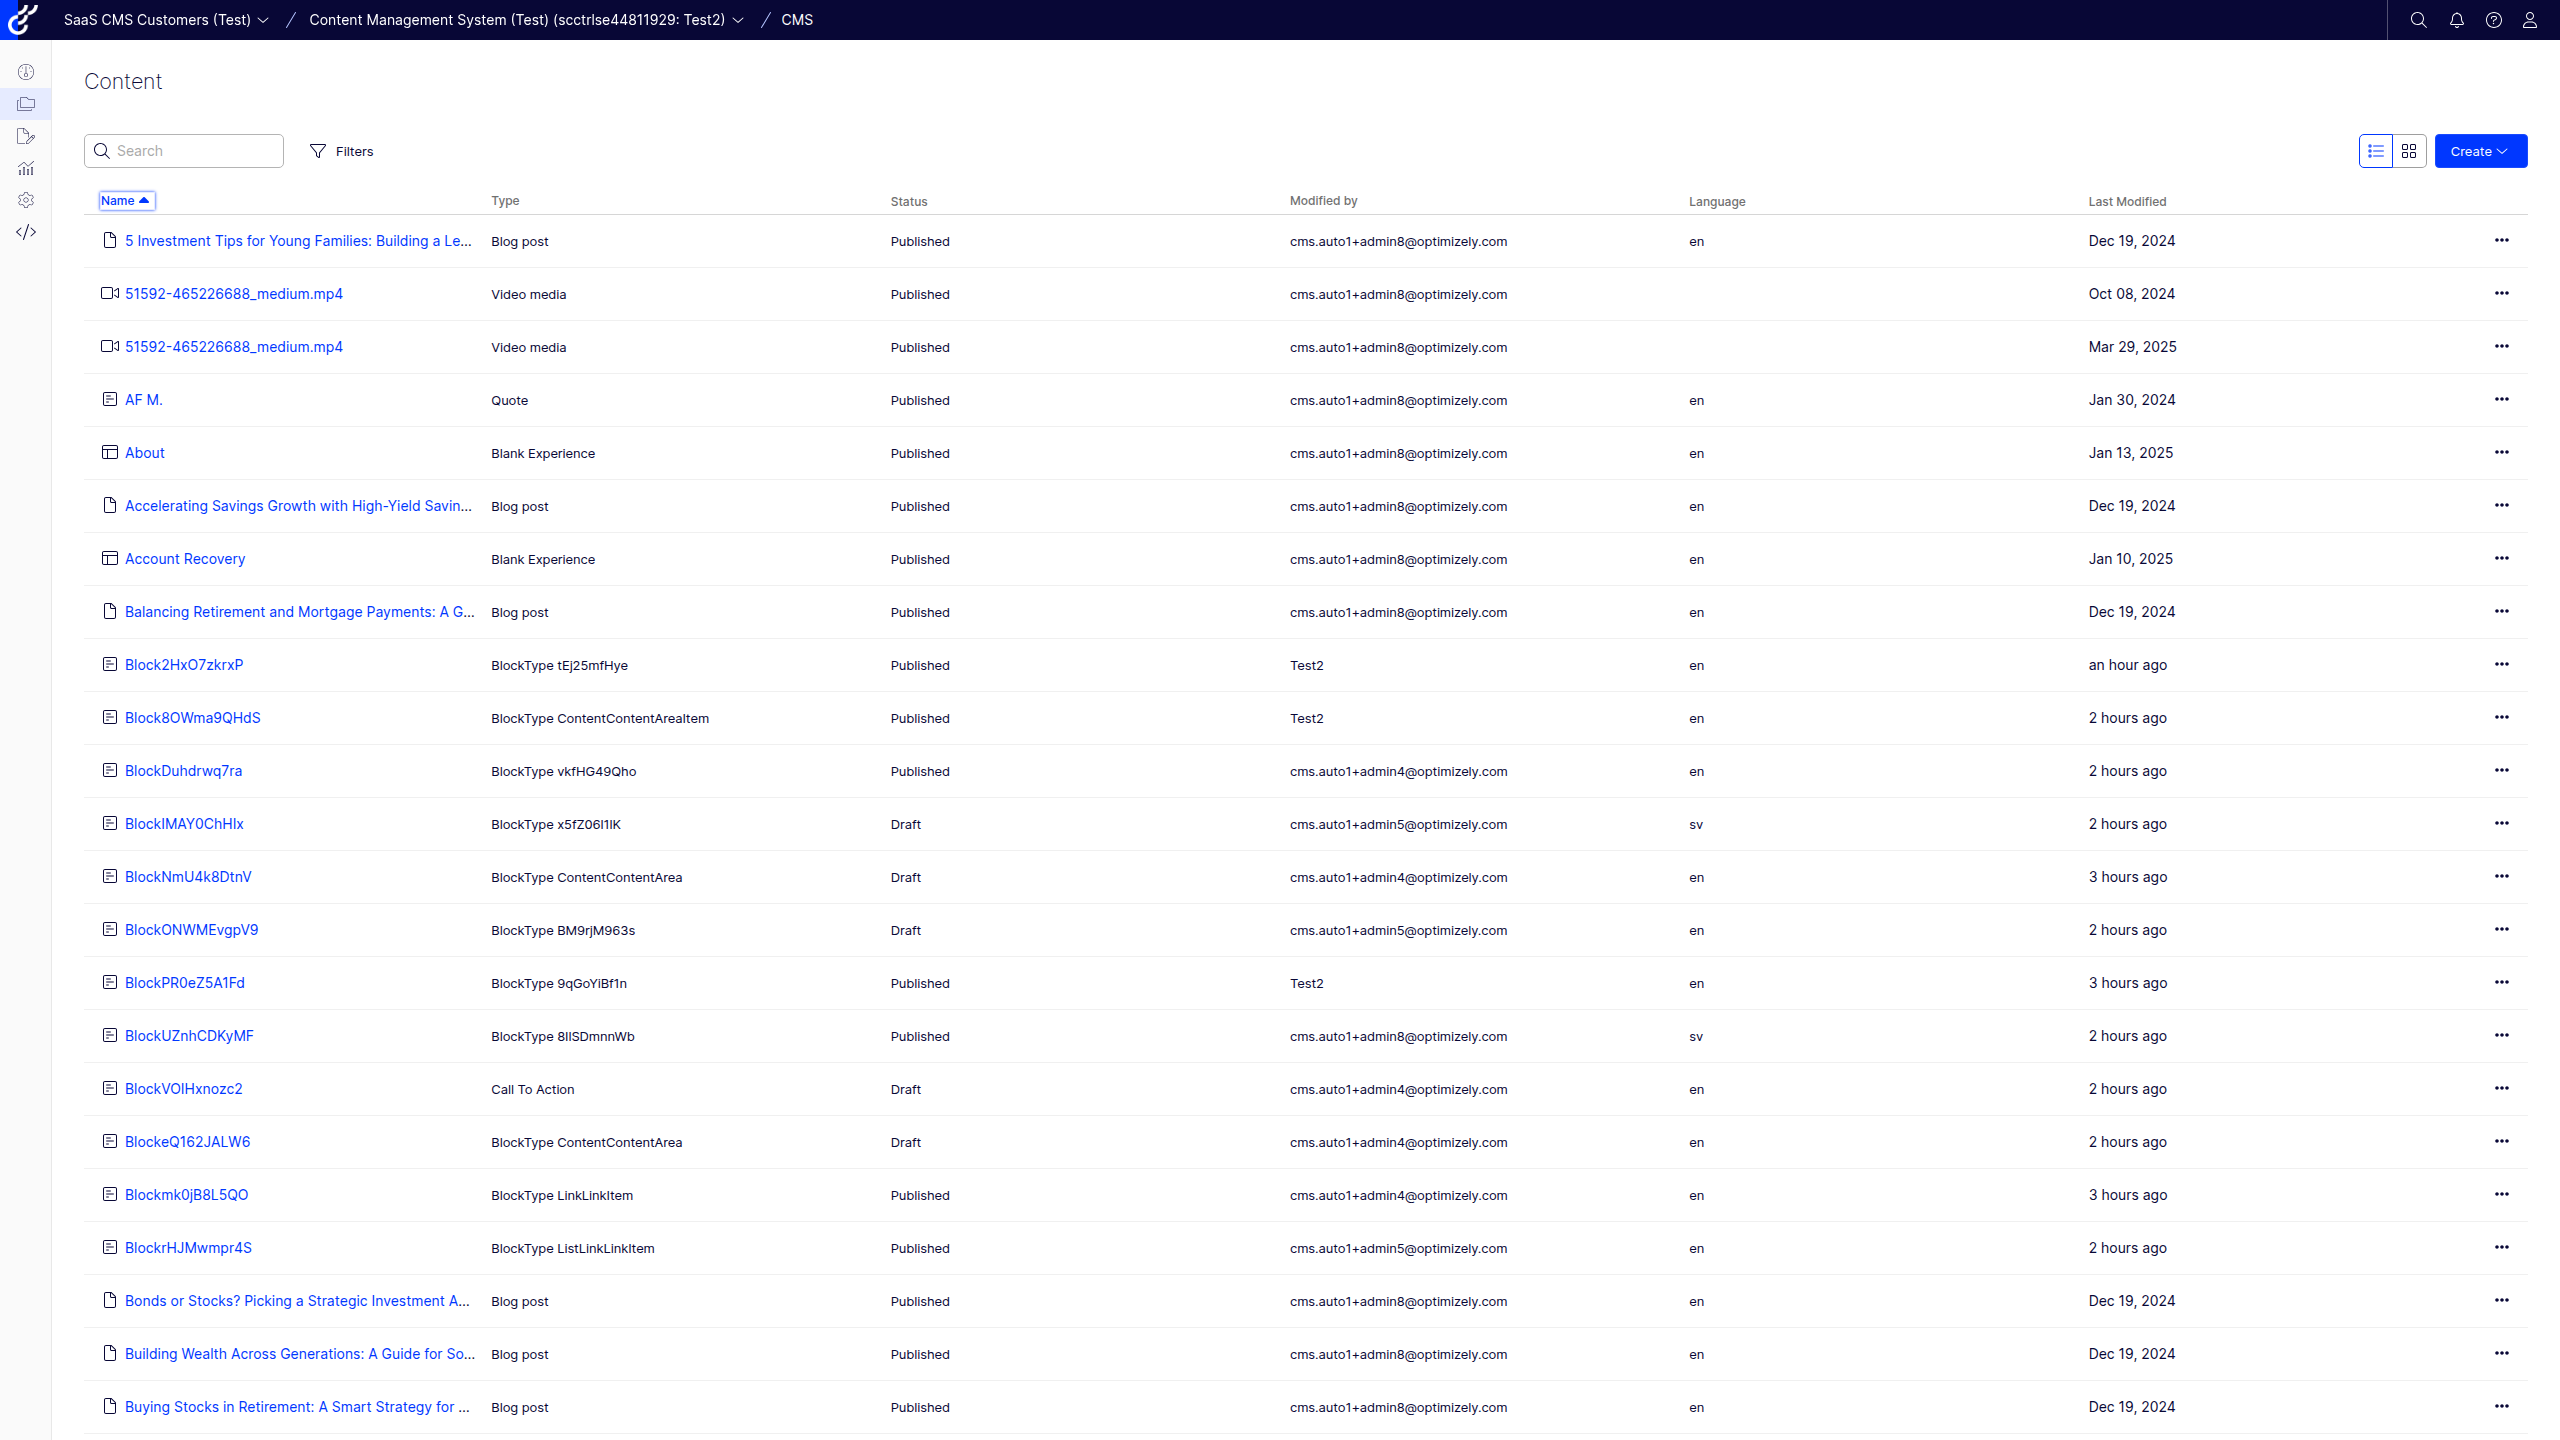 SaaS CMS Customers (Test) / Content Management System (Test) (scctrlse44811929: Test2) / CMS
Content
Search Filters Create
Name Type Status Modified by Language Last Modified
5 Investment Tips for Young Families: Building a Le... Blog post Published cms.auto1+admin8@optimizely.com en Dec 19, 2024
51592-465226688_medium.mp4 Video media Published cms.auto1+admin8@optimizely.com Oct 08, 2024
51592-465226688_medium.mp4 Video media Published cms.auto1+admin8@optimizely.com Mar 29, 2025
AF M. Quote Published cms.auto1+admin8@optimizely.com en Jan 30, 2024
About Blank Experience Published cms.auto1+admin8@optimizely.com en Jan 13, 2025
Accelerating Savings Growth with High-Yield Savin... Blog post Published cms.auto1+admin8@optimizely.com en Dec 19, 2024
Account Recovery Blank Experience Published cms.auto1+admin8@optimizely.com en Jan 10, 2025
Balancing Retirement and Mortgage Payments: A G... Blog post Published cms.auto1+admin8@optimizely.com en Dec 19, 2024
Block2HxO7zkrxP BlockType tEj25mfHye Published Test2 en an hour ago
Block8OWma9QHdS BlockType ContentContentAreaItem Published Test2 en 2 hours ago
BlockDuhdrwq7ra BlockType vkfHG49Qho Published cms.auto1+admin4@optimizely.com en 2 hours ago
BlockIMAY0ChHlx BlockType x5fZ06l1lK Draft cms.auto1+admin5@optimizely.com sv 2 hours ago
BlockNmU4k8DtnV BlockType ContentContentArea Draft cms.auto1+admin4@optimizely.com en 3 hours ago
BlockONWMEvgpV9 BlockType BM9rjM963s Draft cms.auto1+admin5@optimizely.com en 2 hours ago
BlockPR0eZ5A1Fd BlockType 9qGoYiBf1n Published Test2 en 3 hours ago
BlockUZnhCDKyMF BlockType 8IlSDmnnWb Published cms.auto1+admin8@optimizely.com sv 2 hours ago
BlockVOlHxnozc2 Call To Action Draft cms.auto1+admin4@optimizely.com en 2 hours ago
BlockeQ162JALW6 BlockType ContentContentArea Draft cms.auto1+admin4@optimizely.com en 2 hours ago
Blockmk0jB8L5QO BlockType LinkLinkItem Published cms.auto1+admin4@optimizely.com en 3 hours ago
BlockrHJMwmpr4S BlockType ListLinkLinkItem Published cms.auto1+admin5@optimizely.com en 2 hours ago
Bonds or Stocks? Picking a Strategic Investment A... Blog post Published cms.auto1+admin8@optimizely.com en Dec 19, 2024
Building Wealth Across Generations: A Guide for So... Blog post Published cms.auto1+admin8@optimizely.com en Dec 19, 2024
Buying Stocks in Retirement: A Smart Strategy for ... Blog post Published cms.auto1+admin8@optimizely.com en Dec 19, 2024